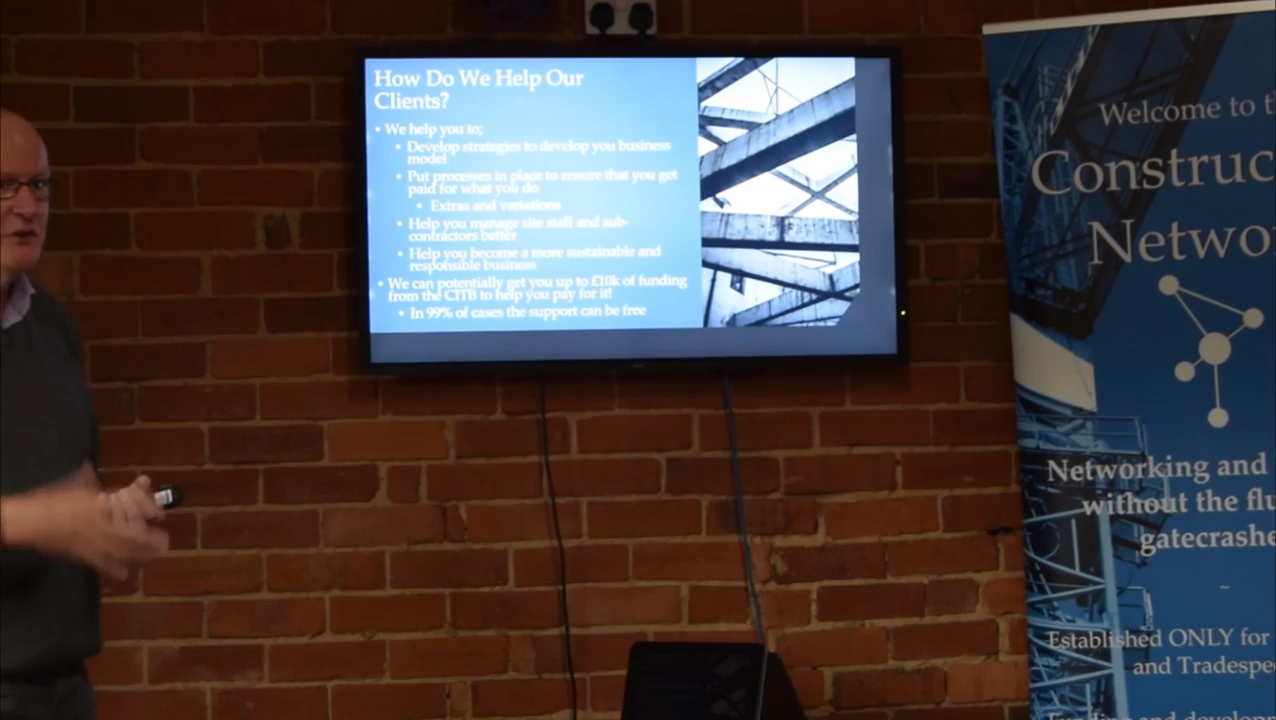 How Do We Help Our
Clients?
• We help you to;
• Develop strategies to develop you business
model
• Put processes in place to ensure that you get
paid for what you do
• Extras and variations
• Help you manage site staff and sub-
contractors better
• Help you become a more sustainable and
responsible business
• We can potentially get you up to £10k of funding
from the CITB to help you pay for it!
• In 99% of cases the support can be free
Welcome to th
Construc
Networ
Networking and
without the flu
gatecrashe
~
Established ONLY for
and Tradespe